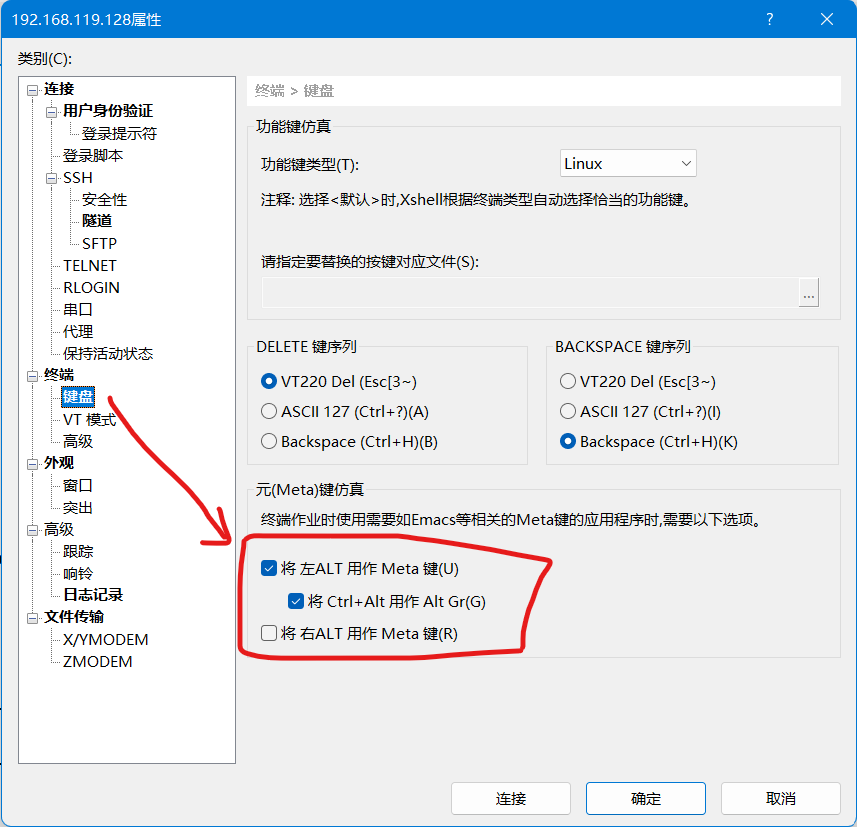 192.168.119.128属性
类别(C):
连接
用户身份验证
登录提示符
登录脚本
SSH
安全性
隧道
SFTP
TELNET
RLOGIN
串口
代理
保持活动状态
终端
键盘
VT 模式
高级
外观
窗口
突出
高级
跟踪
响铃
日志记录
文件传输
X/YMODEM
ZMODEM
终端 > 键盘
功能键仿真
功能键类型(T):
Linux
注释: 选择<默认>时,Xshell根据终端类型自动选择恰当的功能键。
请指定要替换的按键对应文件(S):
...
DELETE 键序列
VT220 Del (Esc[3~)
ASCII 127 (Ctrl+?)(A)
Backspace (Ctrl+H)(B)
BACKSPACE 键序列
VT220 Del (Esc[3~)
ASCII 127 (Ctrl+?)(I)
Backspace (Ctrl+H)(K)
元(Meta)键仿真
终端作业时使用需要如Emacs等相关的Meta键的应用程序时,需要以下选项。
将 左ALT 用作 Meta 键(U)
将 Ctrl+Alt 用作 Alt Gr(G)
将 右ALT 用作 Meta 键(R)
连接
确定
取消